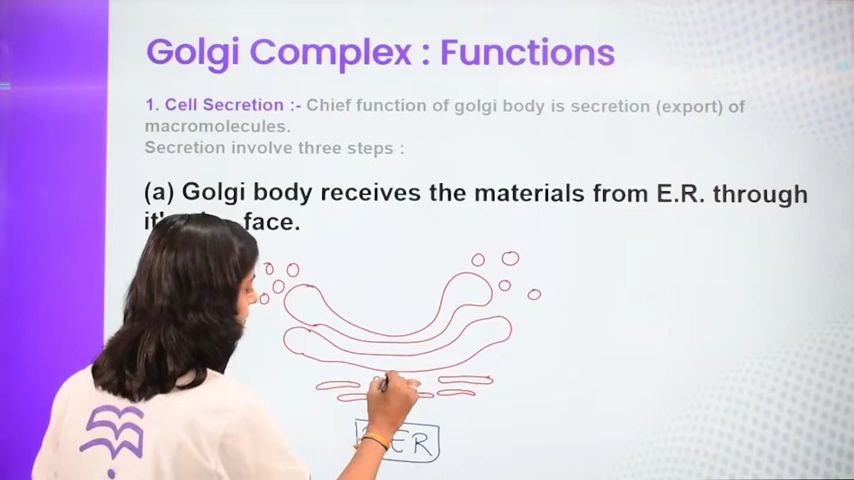 Golgi Complex : Functions
1. Cell Secretion :- Chief function of golgi body is secretion (export) of
macromolecules.
Secretion involve three steps :
(a) Golgi body receives the materials from E.R. through
it's face.
ER